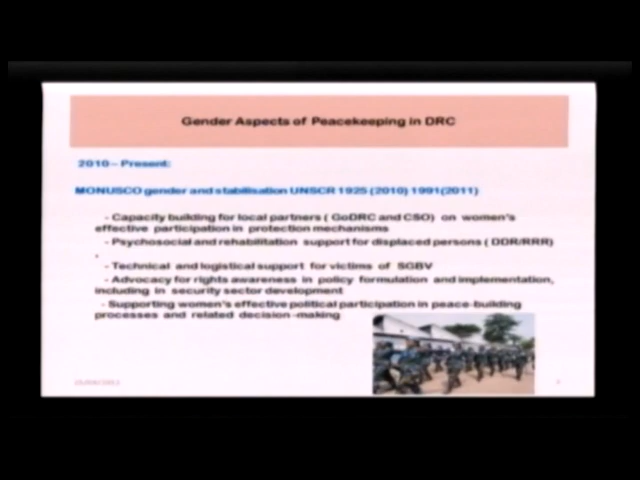 Gender Aspects of Peacekeeping in DRC
2010 – Present:
MONUSCO gender and stabilisation UNSCR 1925 (2010) 1991(2011)
- Capacity building for local partners ( GoDRC and CSO) on women's
effective participation in protection mechanisms
- Psychosocial and rehabilitation support for displaced persons ( DDR/RRR)
.
- Technical and logistical support for victims of SGBV
- Advocacy for rights awareness in policy formulation and implementation,
including in security sector development
- Supporting women's effective political participation in peace-building
processes and related decision -making